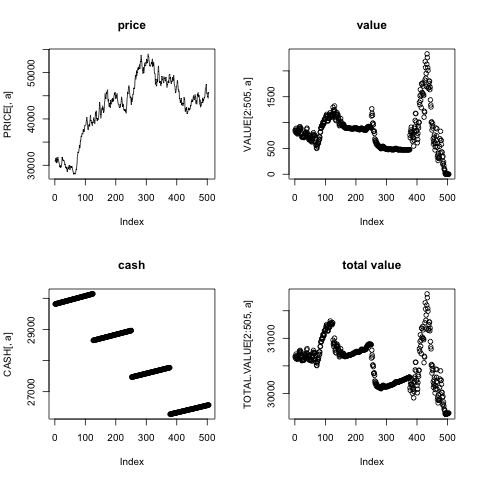 price
PRICE[, a]
30000
40000
50000
0
100
200
300
400
500
Index
value
VALUE[2:505, a]
0
500
1500
0
100
200
300
400
500
Index
cash
CASH[, a]
27000
29000
0
100
200
300
400
500
Index
total value
TOTAL.VALUE[2:505, a]
30000
31000
0
100
200
300
400
500
Index